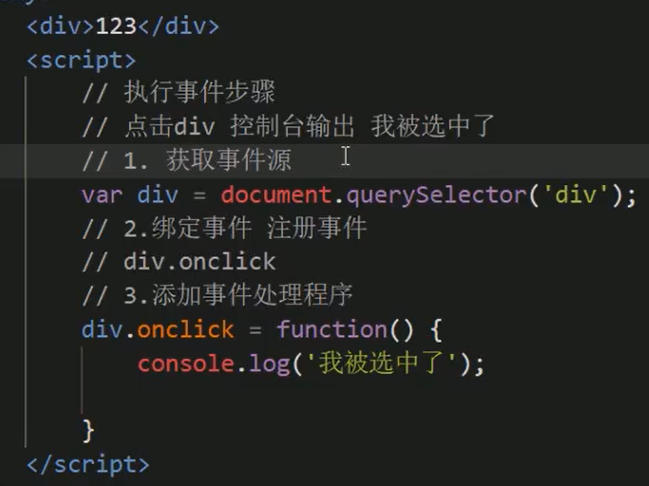 <div>123</div>
<script>
// 执行事件步骤
// 点击div 控制台输出 我被选中了
// 1. 获取事件源
var div = document.querySelector('div');
// 2.绑定事件 注册事件
// div.onclick
// 3.添加事件处理程序
div.onclick = function() {
console.log('我被选中了');
}
</script>